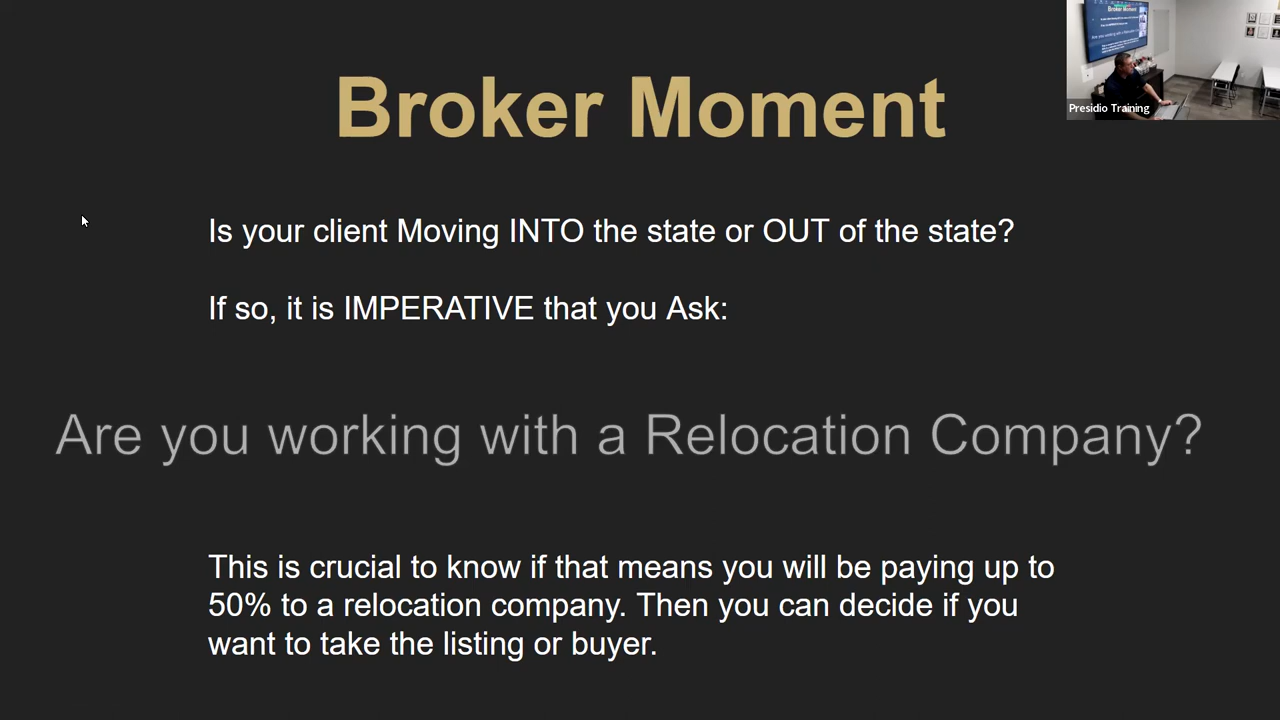 Broker Moment
Is your client Moving INTO the state or OUT of the state?
If so, it is IMPERATIVE that you Ask:
Are you working with a Relocation Company?
This is crucial to know if that means you will be paying up to
50% to a relocation company. Then you can decide if you
want to take the listing or buyer.
Broker Moment
Presidio Training